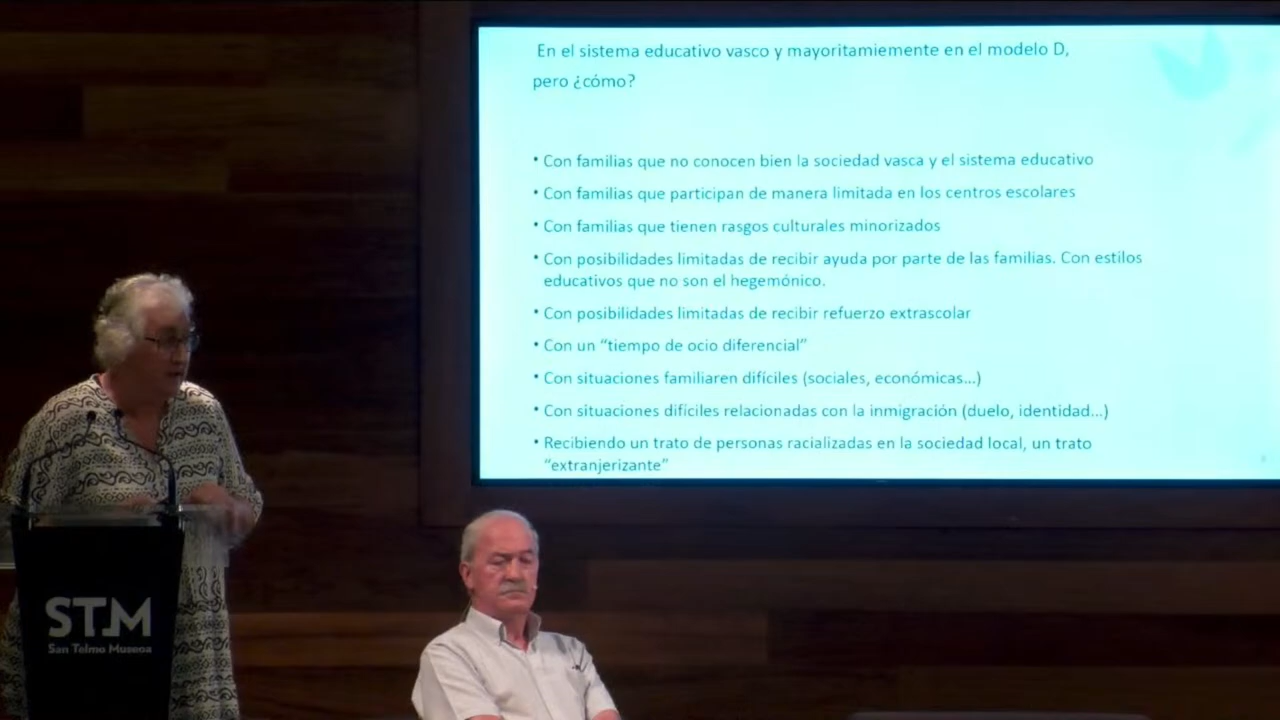 En el sistema educativo vasco y mayoritamiemente en el modelo D,
pero ¿cómo?
• Con familias que no conocen bien la sociedad vasca y el sistema educativo
• Con familias que participan de manera limitada en los centros escolares
• Con familias que tienen rasgos culturales minorizados
• Con posibilidades limitadas de recibir ayuda por parte de las familias. Con estilos
educativos que no son el hegemónico.
• Con posibilidades limitadas de recibir refuerzo extrascolar
• Con un “tiempo de ocio diferencial”
• Con situaciones familiaren difíciles (sociales, económicas...)
• Con situaciones difíciles relacionadas con la inmigración (duelo, identidad...)
• Recibiendo un trato de personas racializadas en la sociedad local, un trato
“extranjerizante”
STM
San Telmo Museoa